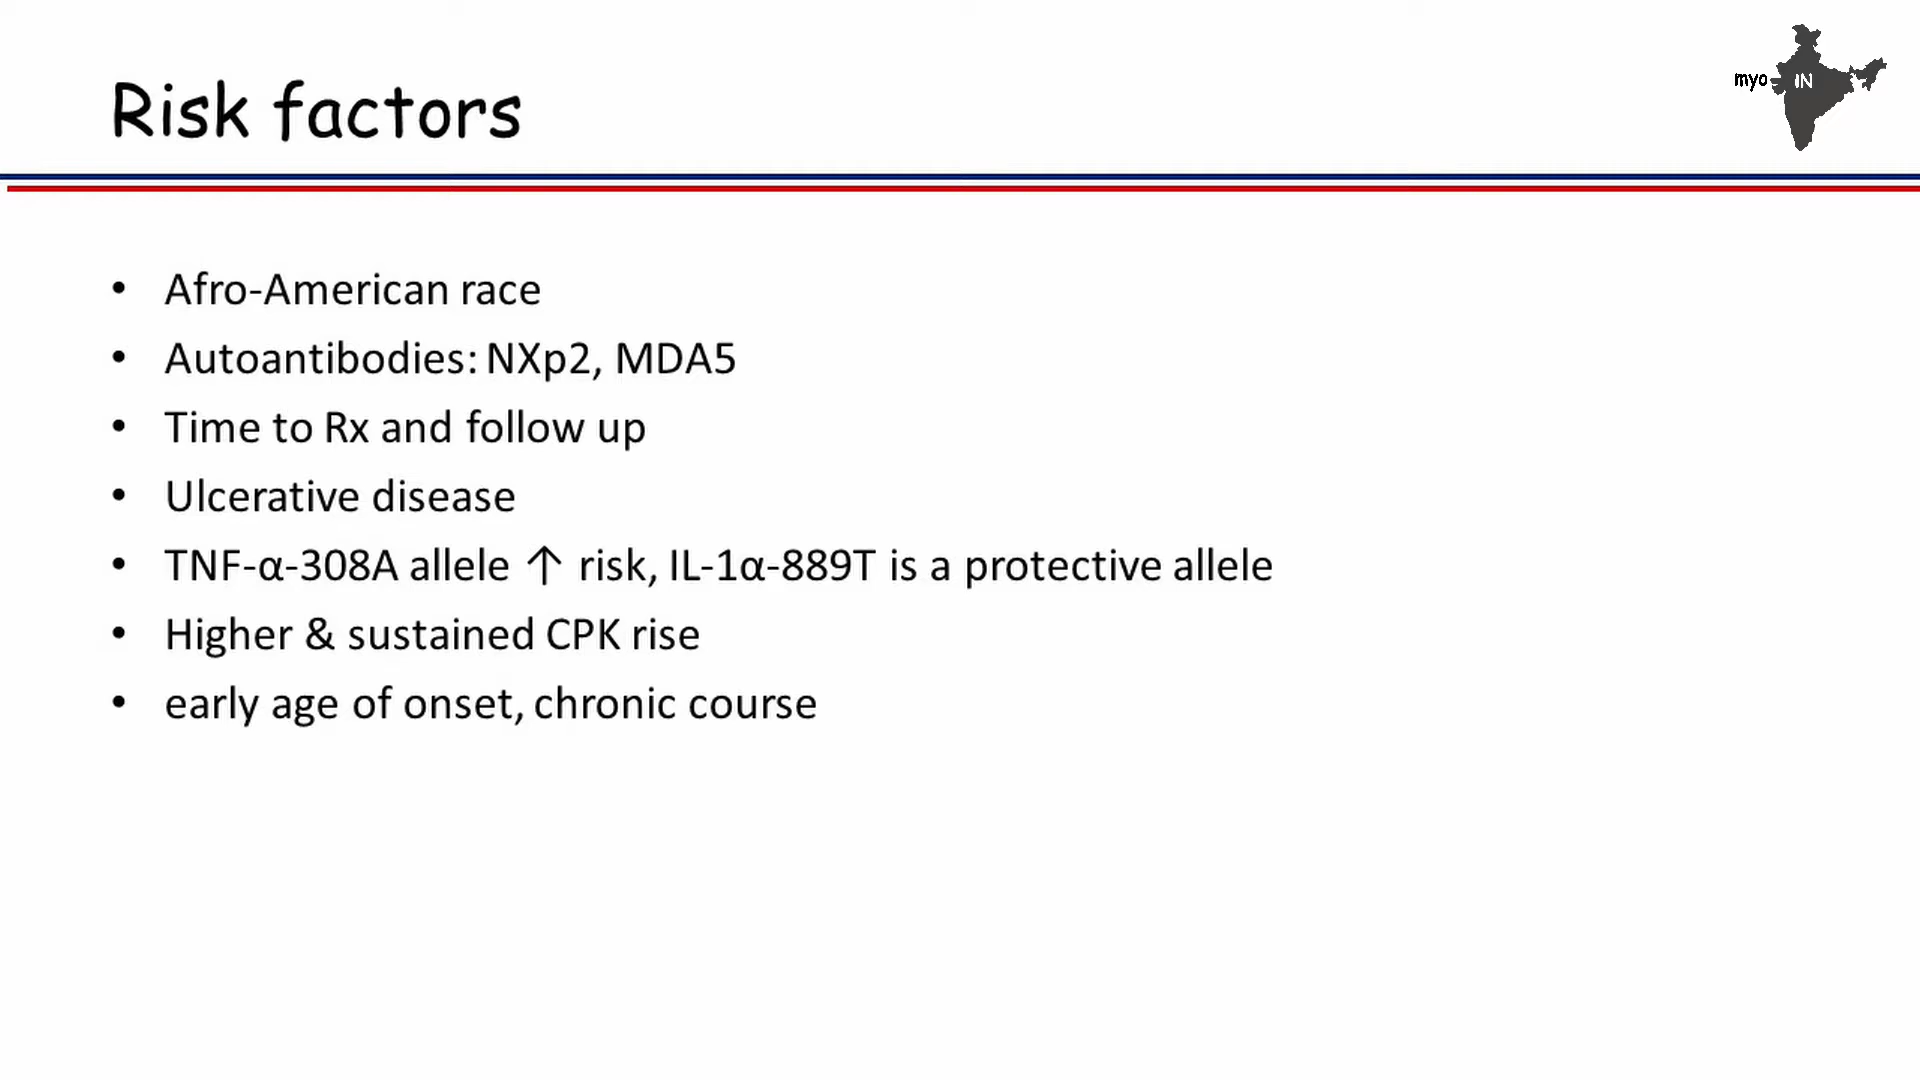 Risk factors
myo IN
• Afro-American race
• Autoantibodies: NXp2, MDA5
• Time to Rx and follow up
• Ulcerative disease
• TNF-α-308A allele ↑ risk, IL-1α-889T is a protective allele
• Higher & sustained CPK rise
• early age of onset, chronic course